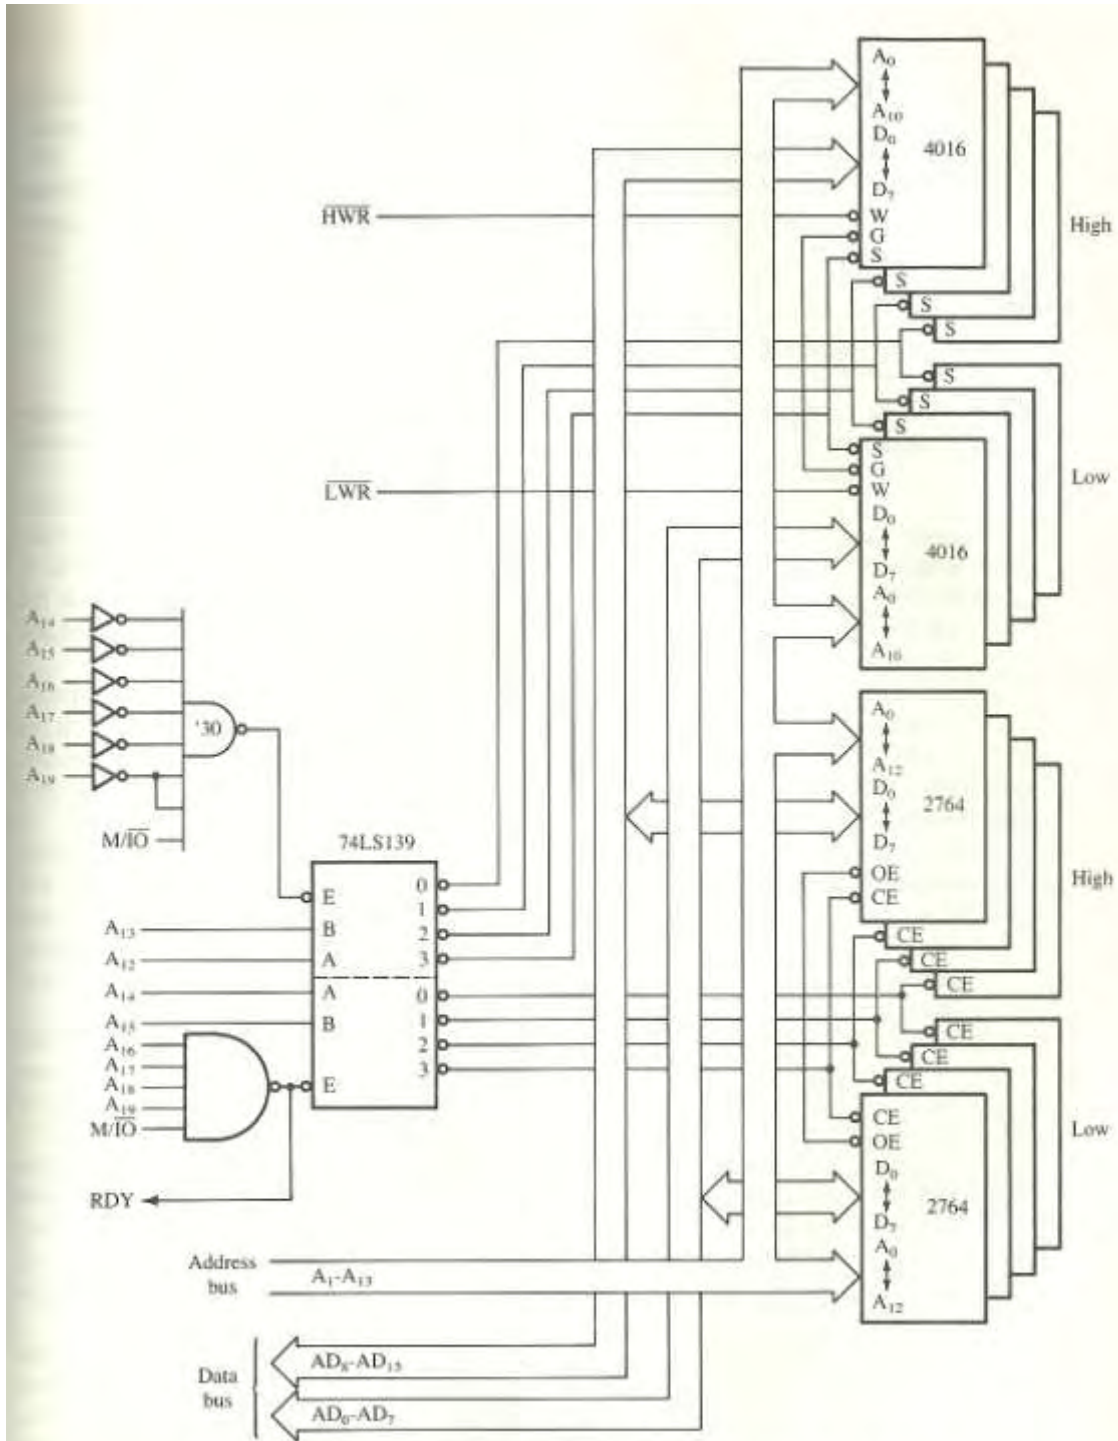 A₀
A₁₀
D₀
D₇
4016
HWR
W
G
S
High
S
S
S
S
S
S
S
G
LWR
W
Low
D₀
D₇
4016
A₀
A₁₀
A₁₄
A₁₅
A₁₆
A₁₇
'30
A₁₈
A₁₉
M/IO
A₀
A₁₂
D₀
D₇
2764
OE
CE
High
CE
CE
CE
74LS139
E
0
1
A₁₃
B
2
A₁₂
A
3
A₁₄
A
0
A₁₅
B
1
A₁₆
2
A₁₇
3
A₁₈
E
A₁₉
M/IO
CE
CE
CE
CE
OE
Low
D₀
D₇
2764
A₀
A₁₂
RDY
Address
bus
A₁-A₁₃
Data
bus
AD₈-AD₁₅
AD₀-AD₇